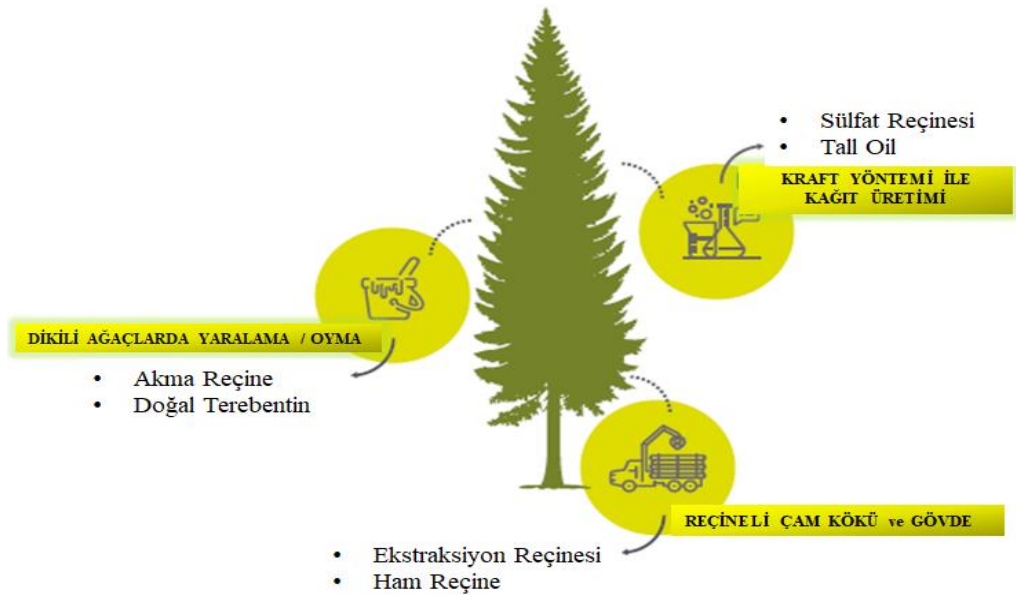 • Sülfat Reçinesi
• Tall Oil
KRAFT YÖNTEMİ İLE
KAĞIT ÜRETİMİ
DİKİLİ AĞAÇLARDA YARALAMA / OYMA
• Akma Reçine
• Doğal Terebentin
REÇİNELİ ÇAM KÖKÜ ve GÖVDE
• Ekstraksiyon Reçinesi
• Ham Reçine